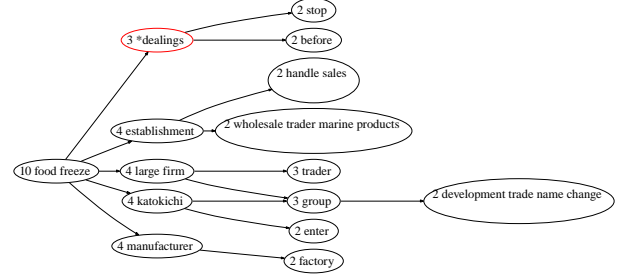 2 stop
3 *dealings
2 before
2 handle sales
4 establishment
2 wholesale trader marine products
10 food freeze
4 large firm
3 trader
4 katokichi
3 group
2 development trade name change
2 enter
4 manufacturer
2 factory